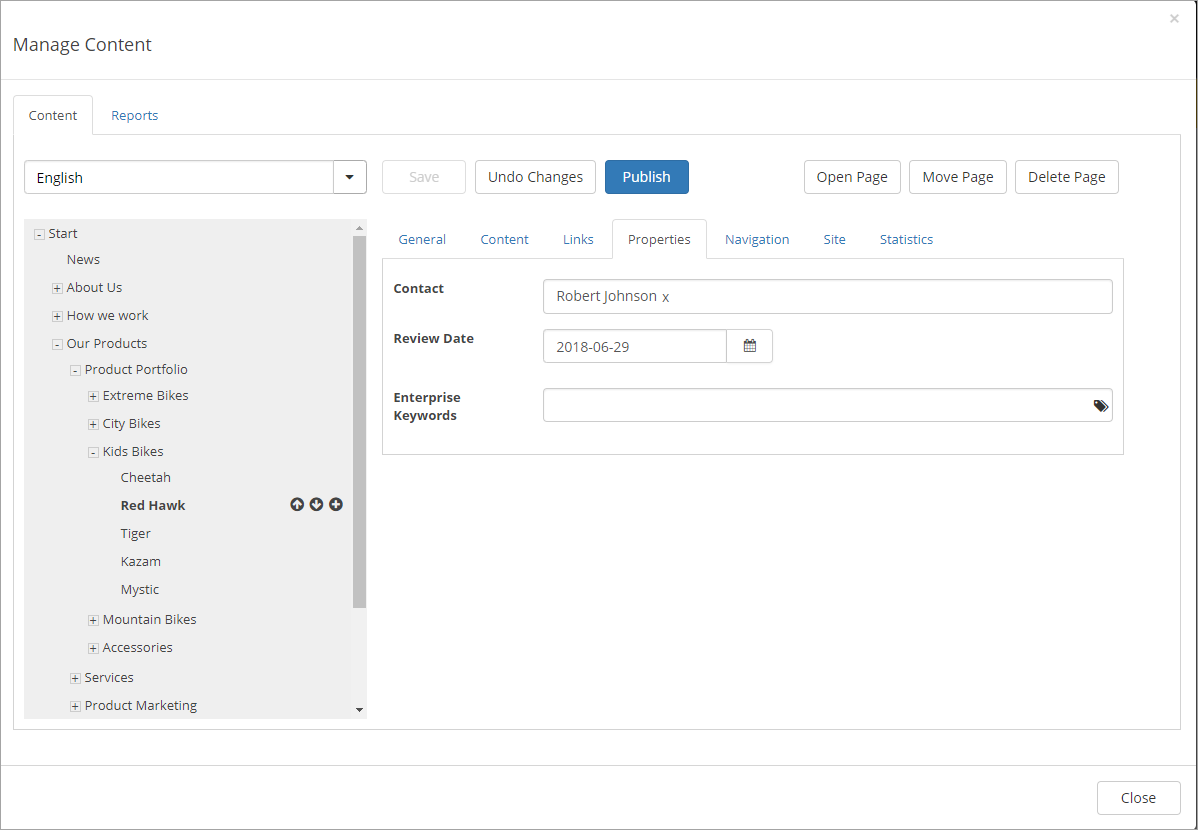 ×
Manage Content
Content
Reports
English
Save
Undo Changes
Publish
Open Page
Move Page
Delete Page
Start
News
About Us
How we work
Our Products
Product Portfolio
Extreme Bikes
City Bikes
Kids Bikes
Cheetah
Red Hawk
Tiger
Kazam
Mystic
Mountain Bikes
Accessories
Services
Product Marketing
General
Content
Links
Properties
Navigation
Site
Statistics
Contact
Robert Johnson x
Review Date
2018-06-29
Enterprise
Keywords
Close